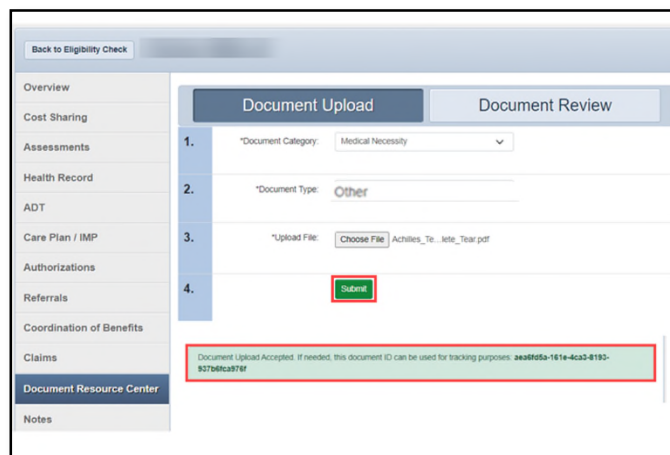 Back to Eligibility Check
Overview
Cost Sharing
Assessments
Health Record
ADT
Care Plan / IMP
Authorizations
Referrals
Coordination of Benefits
Claims
Document Resource Center
Notes
Document Upload
Document Review
1. *Document Category: Medical Necessity
2. *Document Type: Other
3. *Upload File: Choose File Achilles_Te...lete_Tear.pdf
4. Submit
Document Upload Accepted. If needed, this document ID can be used for tracking purposes: aea6fd5a-161e-4ca3-8193-
937b6fca976f